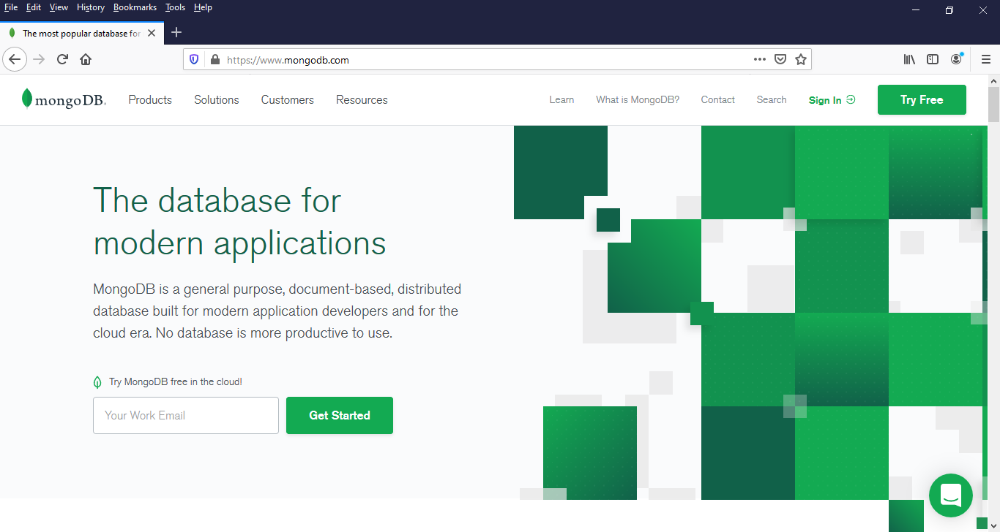 File Edit View History Bookmarks Tools Help
The most popular database for
https://www.mongodb.com
mongoDB.
Products Solutions Customers Resources
Learn What is MongoDB? Contact Search Sign In Try Free
The database for
modern applications
MongoDB is a general purpose, document-based, distributed
database built for modern application developers and for the
cloud era. No database is more productive to use.
Try MongoDB free in the cloud!
Your Work Email
Get Started